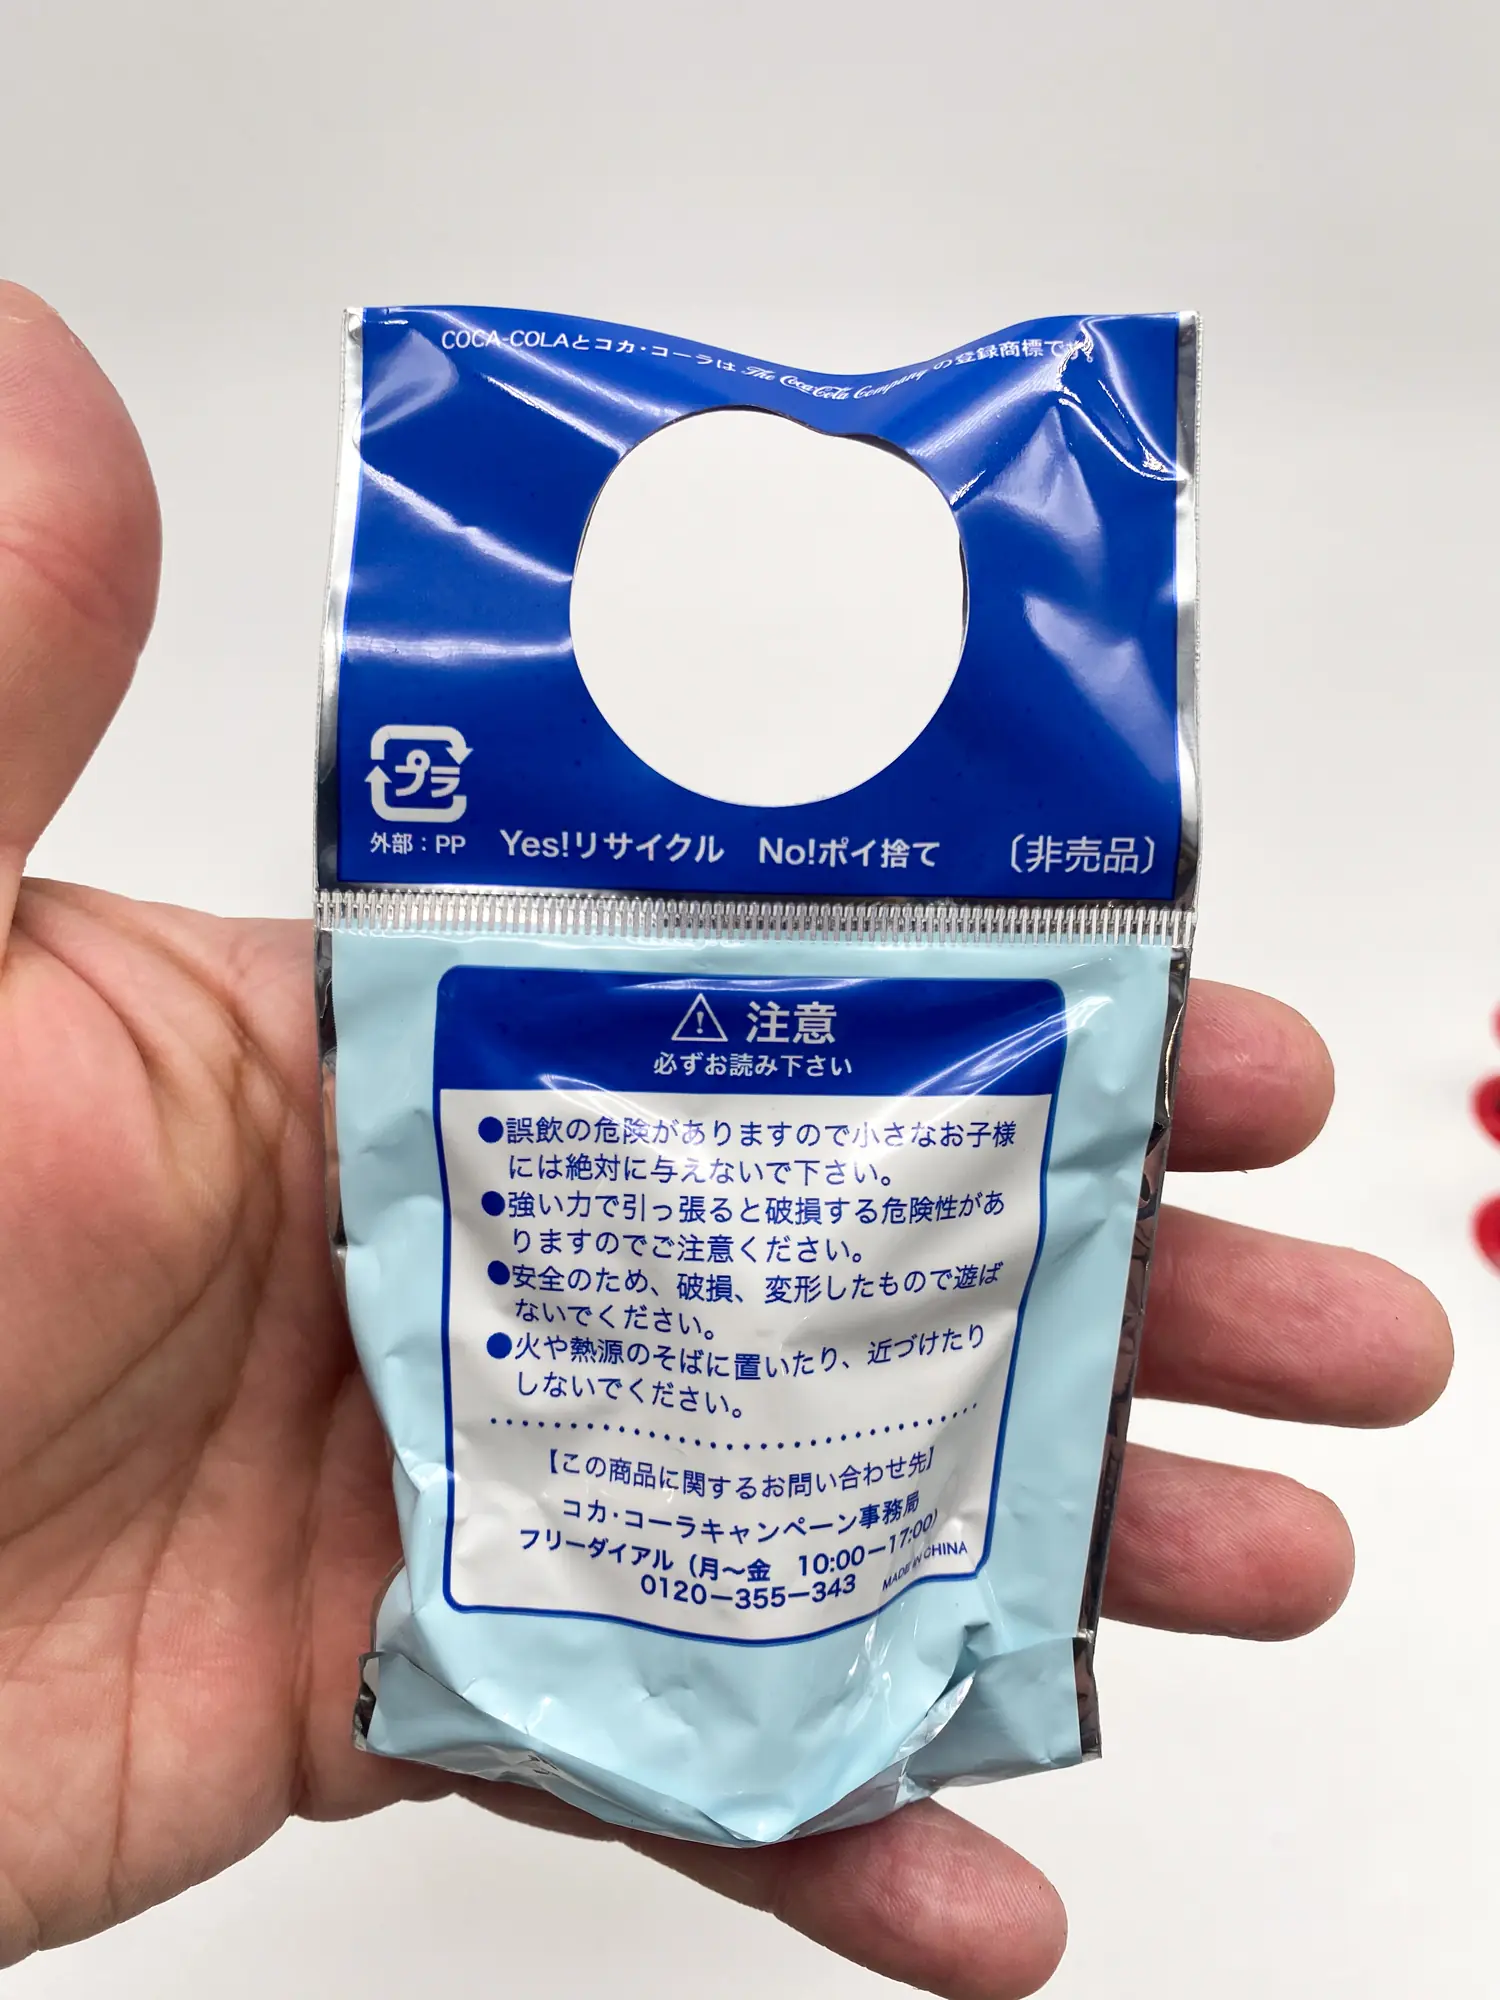 COCA-COLAとコカ・コーラは The Coca-Cola Company の登録商標です。
プラ
外部：PP Yes!リサイクル No!ポイ捨て 〔非売品〕
注意
必ずお読み下さい
●誤飲の危険がありますので小さなお子様
には絶対に与えないで下さい。
●強い力で引っ張ると破損する危険性があ
りますのでご注意ください。
●安全のため、破損、変形したもので遊ば
ないでください。
●火や熱源のそばに置いたり、近づけたり
しないでください。
【この商品に関するお問い合わせ先】
コカ・コーラキャンペーン事務局
フリーダイアル（月〜金 10:00−17:00）
0120−355−343 MADE IN CHINA